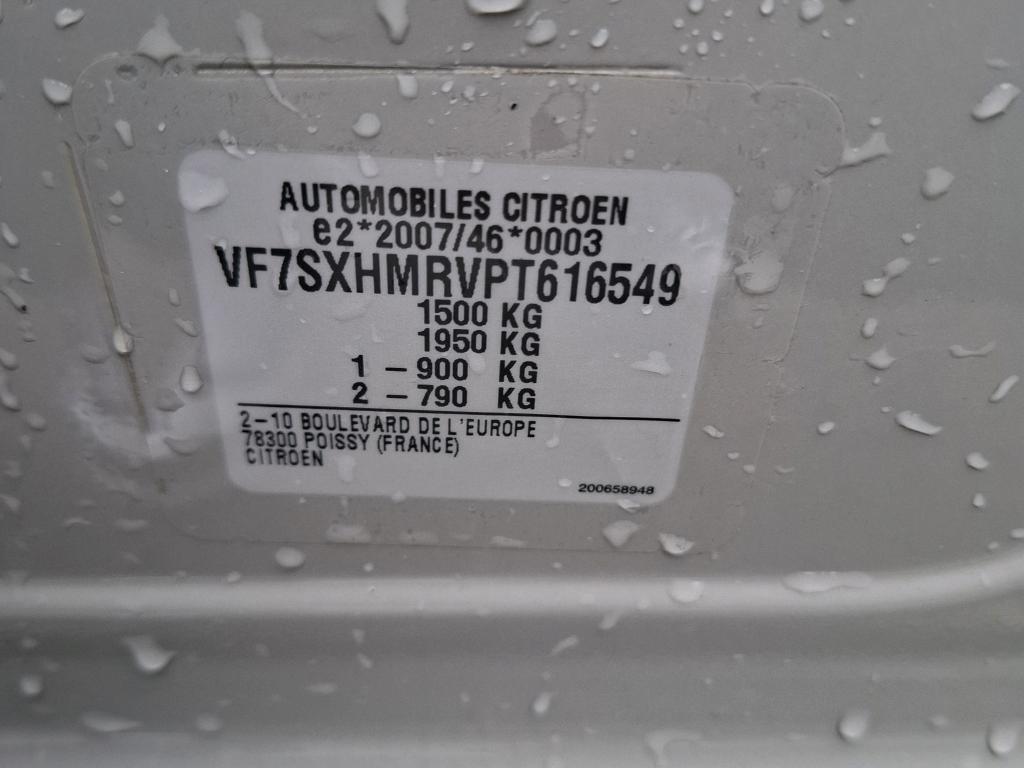 AUTOMOBILES CITROEN
e2*2007/46*0003
VF7SXHMRVPT616549
1500 KG
1950 KG
1 - 900 KG
2 - 790 KG
2-10 BOULEVARD DE L'EUROPE
78300 POISSY (FRANCE)
CITROEN
200658948